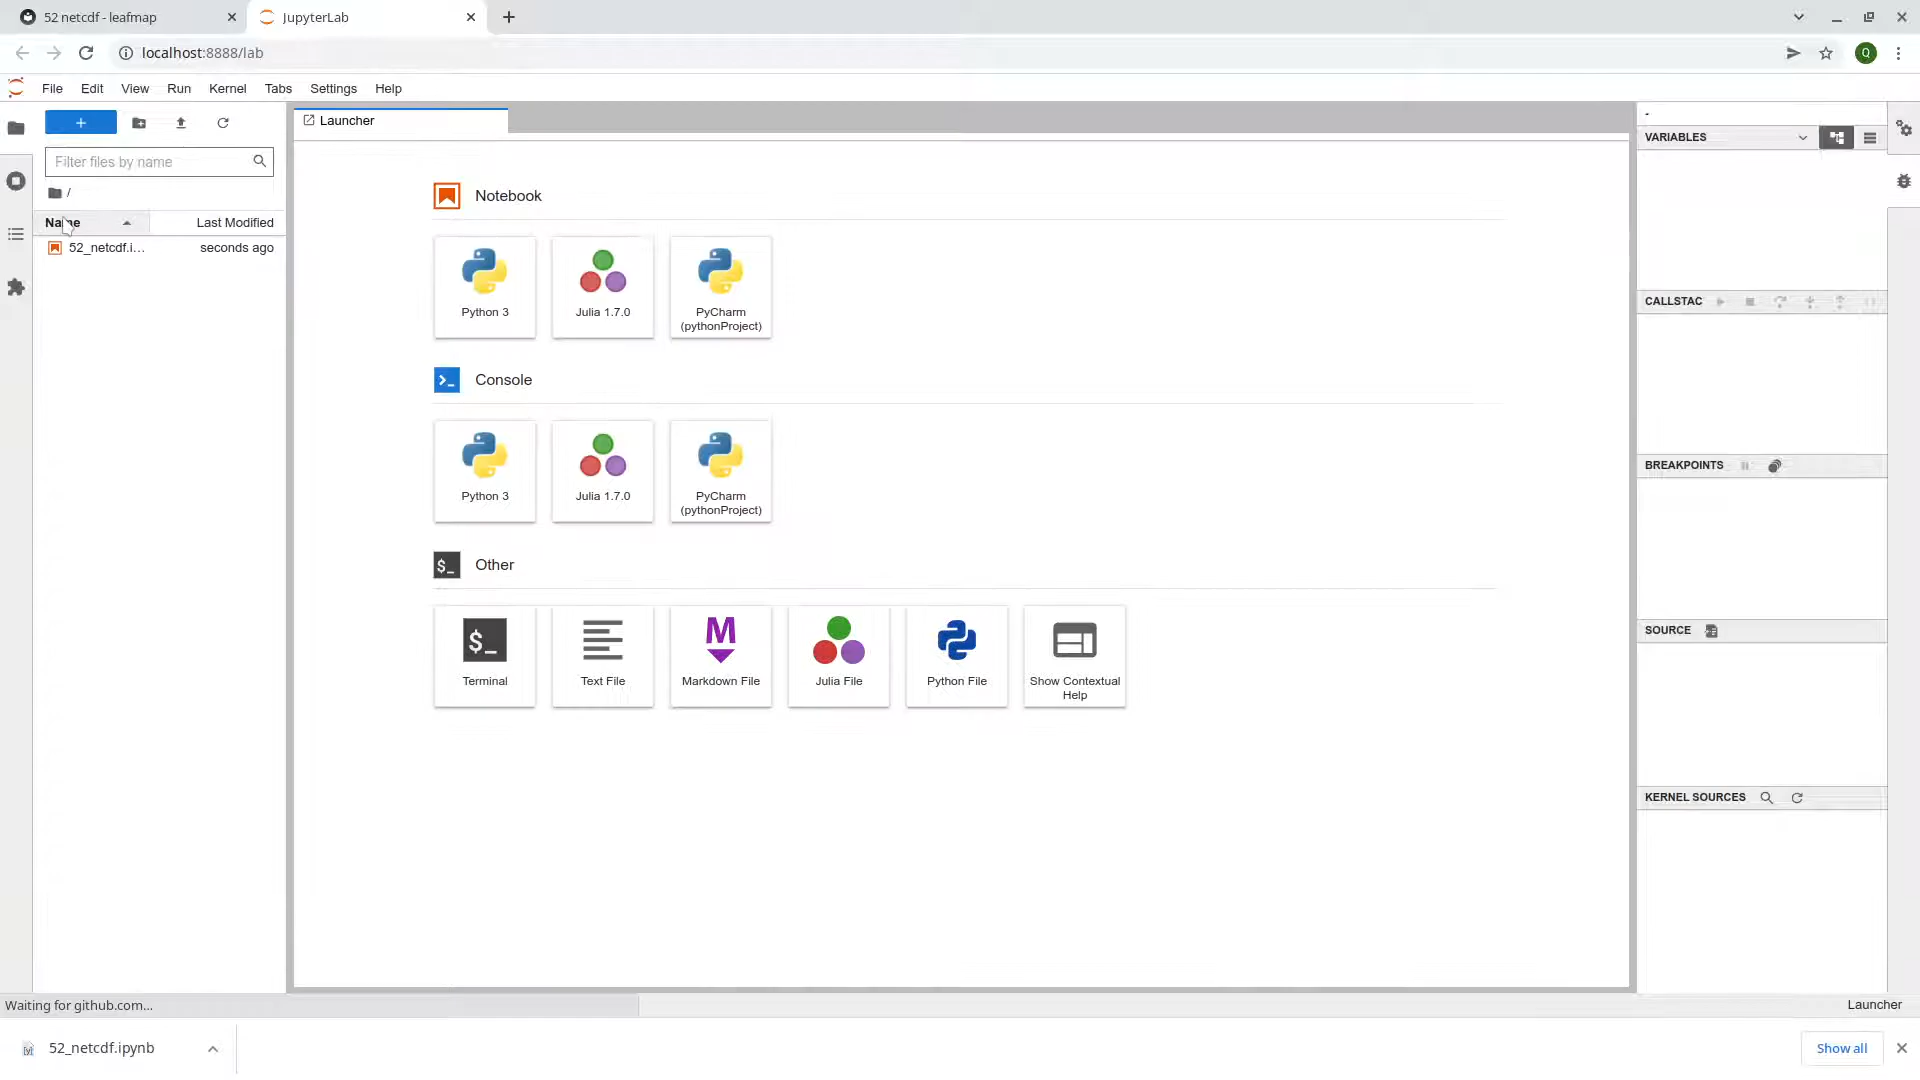 52 netcdf - leafmap
JupyterLab
localhost:8888/lab
Q
File Edit View Run Kernel Tabs Settings Help
Filter files by name
/
Name Last Modified
52_netcdf.i... seconds ago
Launcher
Notebook
Python 3
Julia 1.7.0
PyCharm
(pythonProject)
Console
Python 3
Julia 1.7.0
PyCharm
(pythonProject)
Other
$_
Terminal
Text File
M
Markdown File
Julia File
Python File
Show Contextual
Help
-
VARIABLES
CALLSTAC
BREAKPOINTS
SOURCE
KERNEL SOURCES
Waiting for github.com...
Launcher
52_netcdf.ipynb
Show all